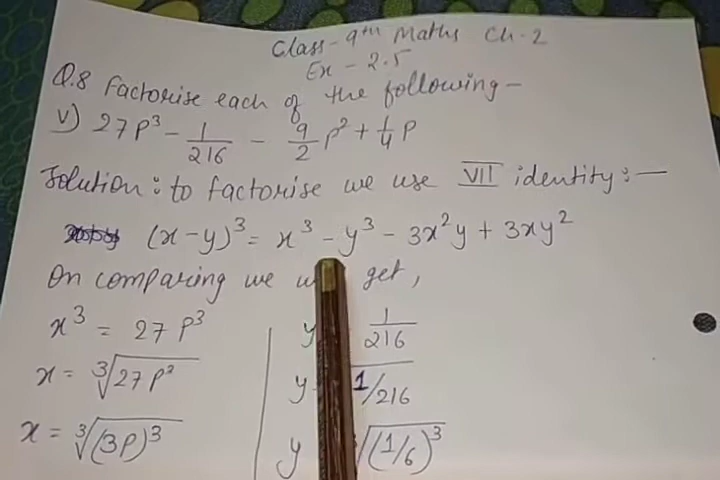 Class - 9th Maths Ch-2
Ex - 2.5
Q.8 Factorise each of the following -
V) 27P³ - 1/216 - 9/2 P² + 1/4 P
Solution: to factorise we use VII identity: —
(x-y)³ = x³ - y³ - 3x²y + 3xy²
On comparing we get,
x³ = 27P³
x = ³√27P³
x = ³√(3P)³
y 1/216
y 1/216
y √(1/6)³